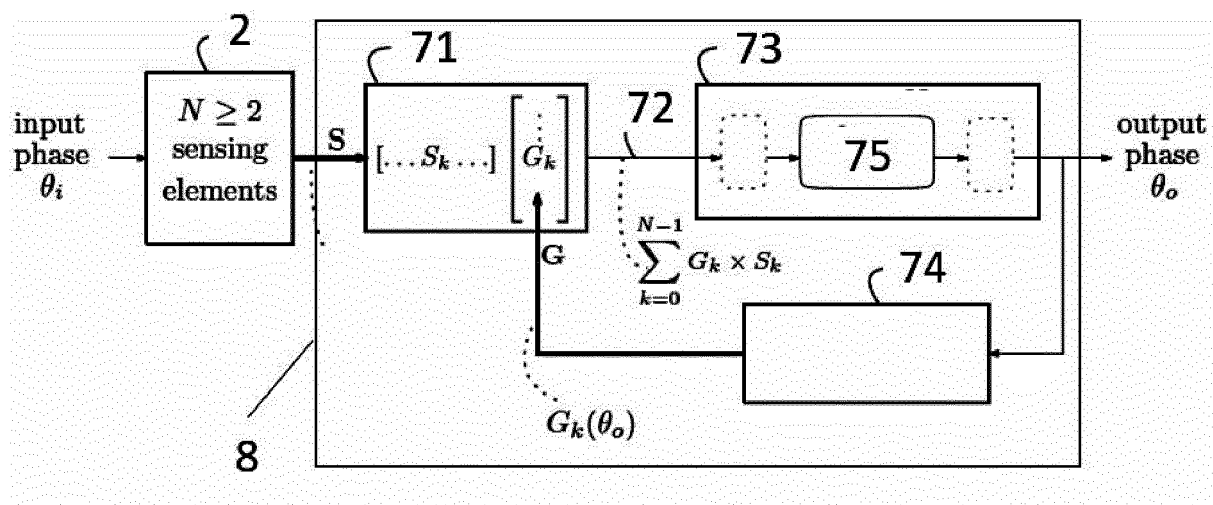 2
71
73
input
phase
θi
N ≥ 2
sensing
elements
S
[...Sk...]
Gk
72
75
output
phase
θo
G
N−1
∑ Gk × Sk
k=0
74
Gk(θo)
8